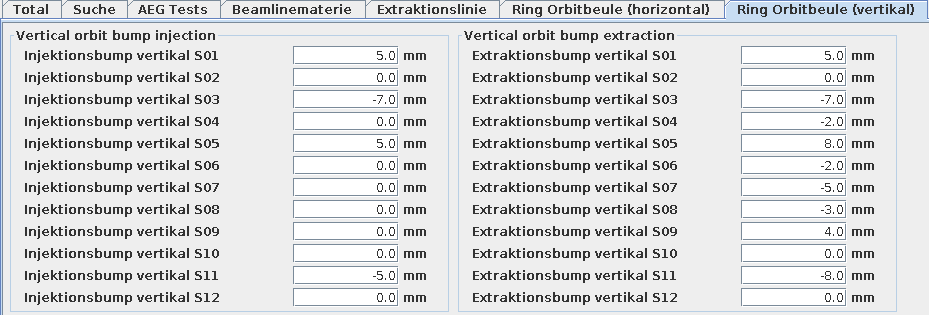 Total Suche AEG Tests Beamlinematerie Extraktionslinie Ring Orbitbeule (horizontal) Ring Orbitbeule (vertikal)
Vertical orbit bump injection
Injektionsbump vertikal S01 5.0 mm
Injektionsbump vertikal S02 0.0 mm
Injektionsbump vertikal S03 -7.0 mm
Injektionsbump vertikal S04 0.0 mm
Injektionsbump vertikal S05 5.0 mm
Injektionsbump vertikal S06 0.0 mm
Injektionsbump vertikal S07 0.0 mm
Injektionsbump vertikal S08 0.0 mm
Injektionsbump vertikal S09 0.0 mm
Injektionsbump vertikal S10 0.0 mm
Injektionsbump vertikal S11 -5.0 mm
Injektionsbump vertikal S12 0.0 mm
Vertical orbit bump extraction
Extraktionsbump vertikal S01 5.0 mm
Extraktionsbump vertikal S02 0.0 mm
Extraktionsbump vertikal S03 -7.0 mm
Extraktionsbump vertikal S04 -2.0 mm
Extraktionsbump vertikal S05 8.0 mm
Extraktionsbump vertikal S06 -2.0 mm
Extraktionsbump vertikal S07 -5.0 mm
Extraktionsbump vertikal S08 -3.0 mm
Extraktionsbump vertikal S09 4.0 mm
Extraktionsbump vertikal S10 0.0 mm
Extraktionsbump vertikal S11 -8.0 mm
Extraktionsbump vertikal S12 0.0 mm